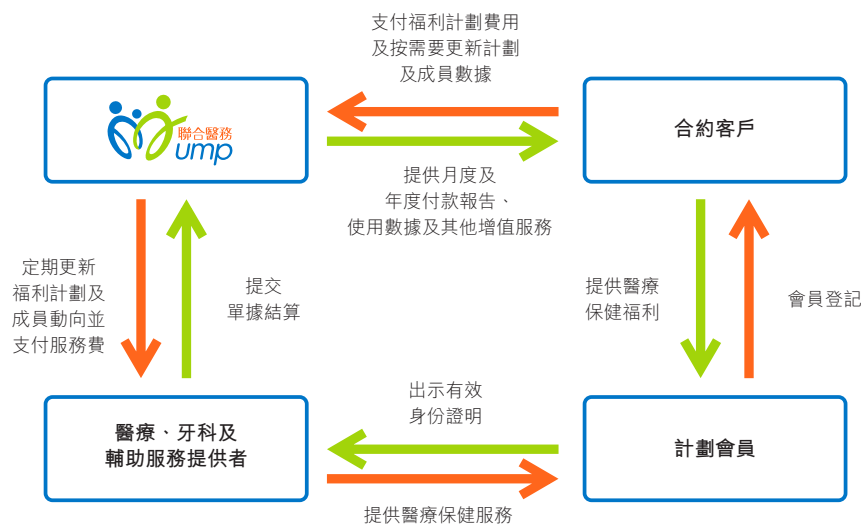 支付福利計劃費用
及按需要更新計劃
及成員數據
聯合醫務
ump
合約客戶
提供月度及
年度付款報告、
使用數據及其他增值服務
定期更新
福利計劃及
成員動向並
支付服務費
提交
單據結算
提供醫療
保健福利
會員登記
出示有效
身份證明
醫療、牙科及
輔助服務提供者
計劃會員
提供醫療保健服務